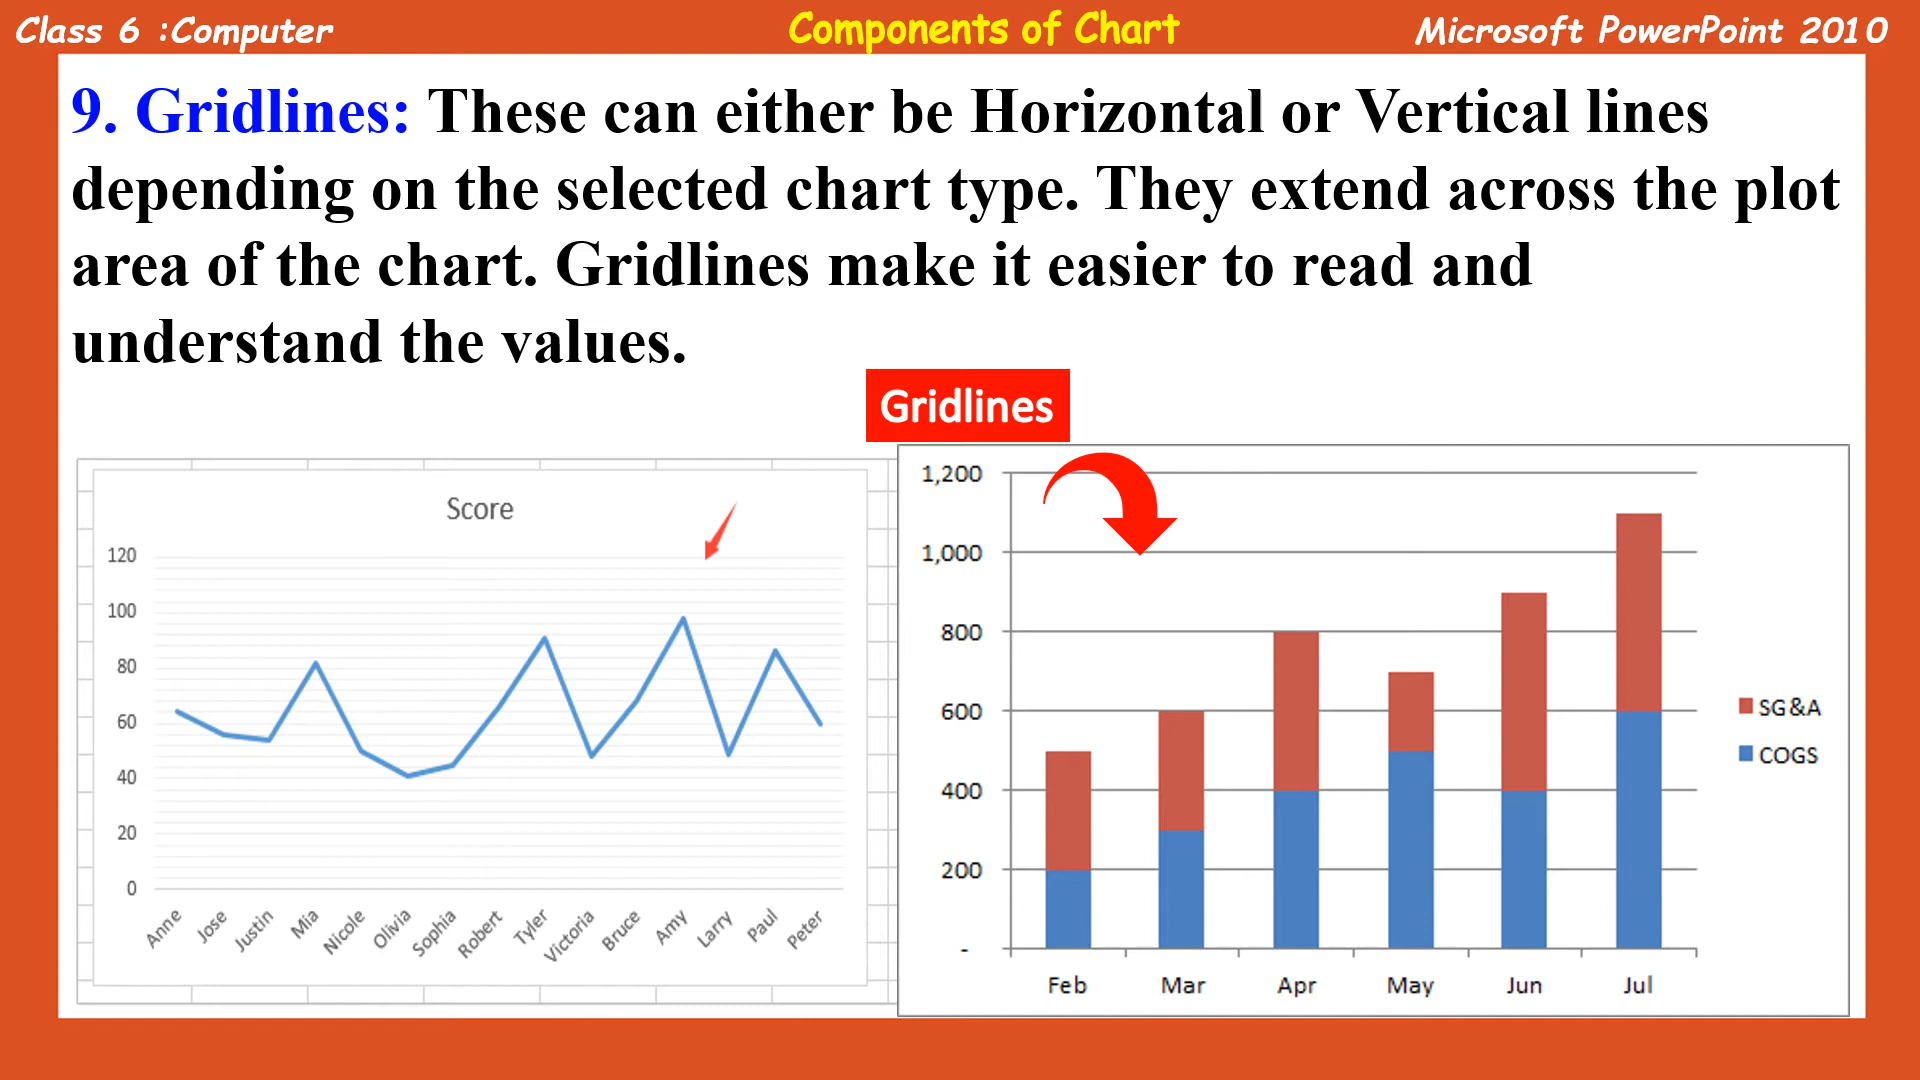 Class 6 :Computer
Components of Chart
Microsoft PowerPoint 2010
9. Gridlines: These can either be Horizontal or Vertical lines
depending on the selected chart type. They extend across the plot
area of the chart. Gridlines make it easier to read and
understand the values.
Gridlines
Score
120
100
80
60
40
20
0
Anne
Jose
Justin
Mia
Nicole
Olivia
Sophia
Robert
Tyler
Victoria
Bruce
Amy
Larry
Paul
Peter
1,200
1,000
800
600
400
200
-
Feb
Mar
Apr
May
Jun
Jul
SG&A
COGS